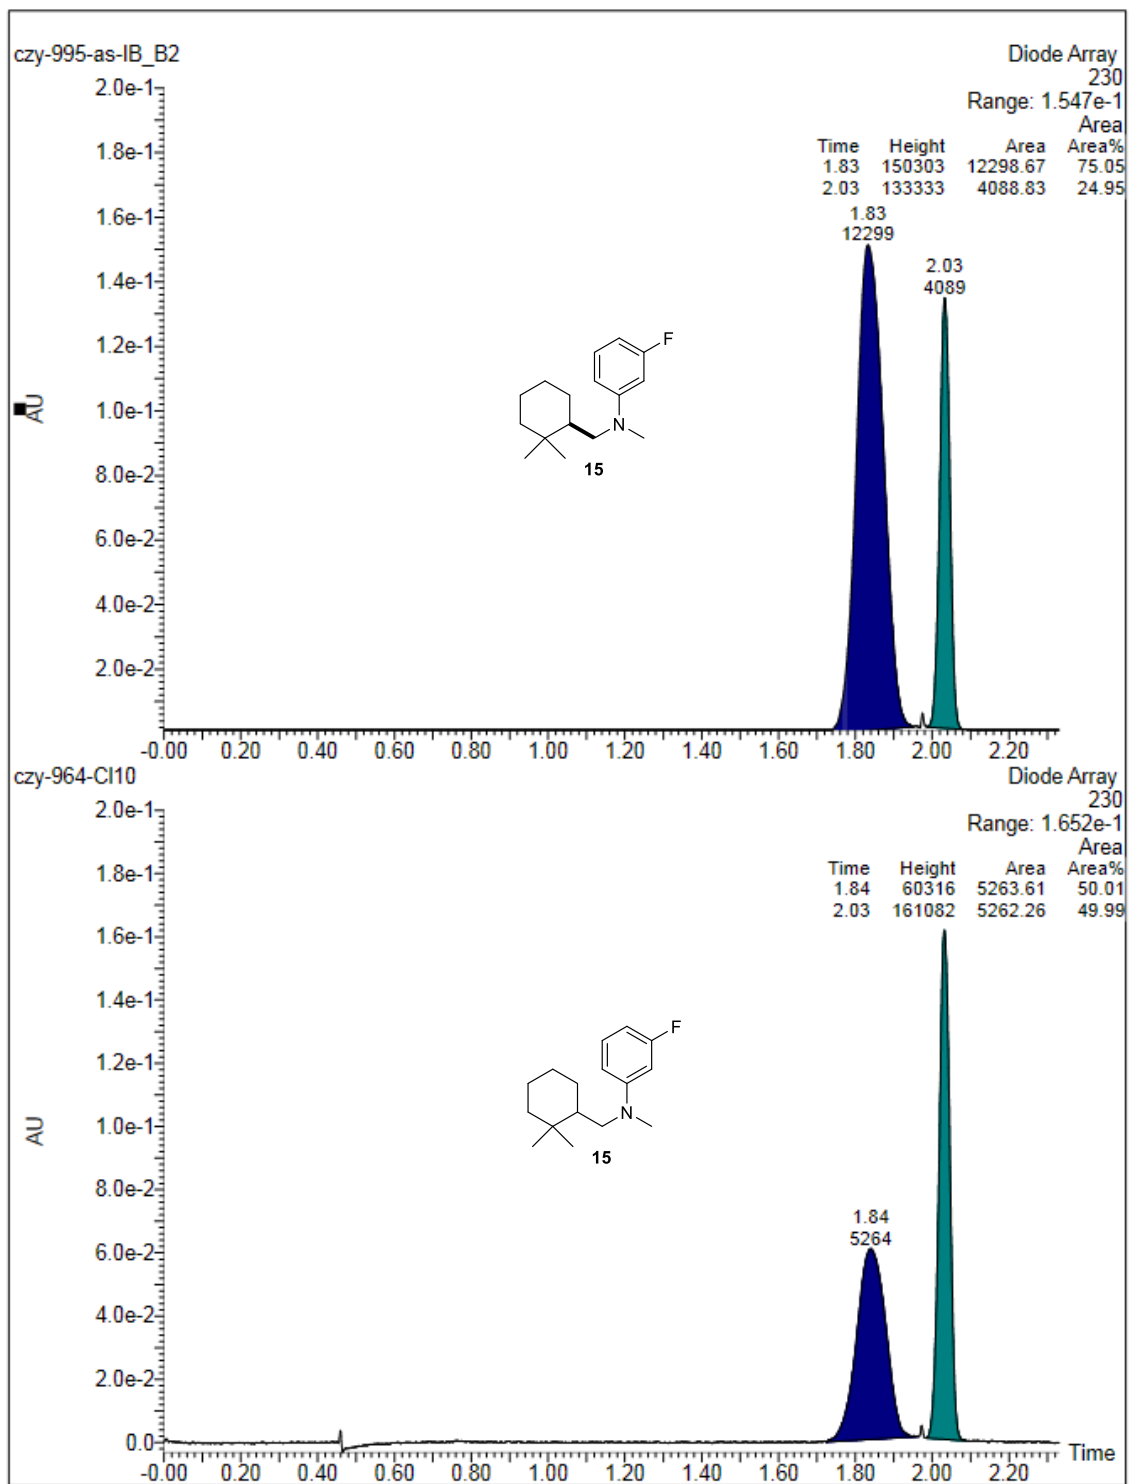 czy-995-as-IB_B2
Diode Array
230
Range: 1.547e-1
Area
Time Height Area Area%
1.83 150303 12298.67 75.05
2.03 133333 4088.83 24.95
2.0e-1
1.8e-1
1.6e-1
1.4e-1
1.2e-1
1.0e-1
8.0e-2
6.0e-2
4.0e-2
2.0e-2
AU
1.83
12299
2.03
4089
F
N
15
-0.00 0.20 0.40 0.60 0.80 1.00 1.20 1.40 1.60 1.80 2.00 2.20
czy-964-CI10
Diode Array
230
Range: 1.652e-1
Area
Time Height Area Area%
1.84 60316 5263.61 50.01
2.03 161082 5262.26 49.99
2.0e-1
1.8e-1
1.6e-1
1.4e-1
1.2e-1
1.0e-1
8.0e-2
6.0e-2
4.0e-2
2.0e-2
0.0
AU
F
N
15
1.84
5264
Time
-0.00 0.20 0.40 0.60 0.80 1.00 1.20 1.40 1.60 1.80 2.00 2.20